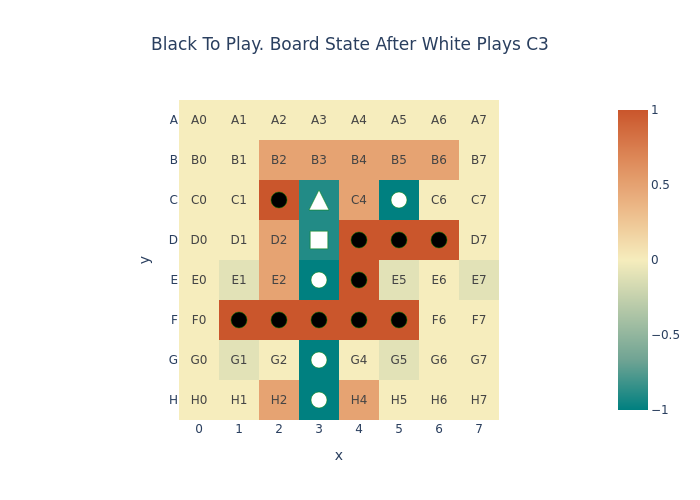 Black To Play. Board State After White Plays C3
A A0 A1 A2 A3 A4 A5 A6 A7
B B0 B1 B2 B3 B4 B5 B6 B7
C C0 C1 C4 C6 C7
D D0 D1 D2 D7
E E0 E1 E2 E5 E6 E7
F F0 F6 F7
G G0 G1 G2 G4 G5 G6 G7
H H0 H1 H2 H4 H5 H6 H7
0 1 2 3 4 5 6 7
x
y
1
0.5
0
−0.5
−1